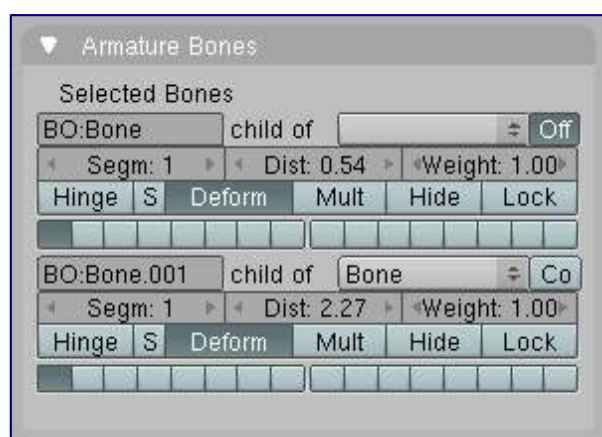 Armature Bones
Selected Bones
BO:Bone child of Off
Segm: 1 Dist: 0.54 Weight: 1.00
Hinge S Deform Mult Hide Lock
BO:Bone.001 child of Bone Co
Segm: 1 Dist: 2.27 Weight: 1.00
Hinge S Deform Mult Hide Lock